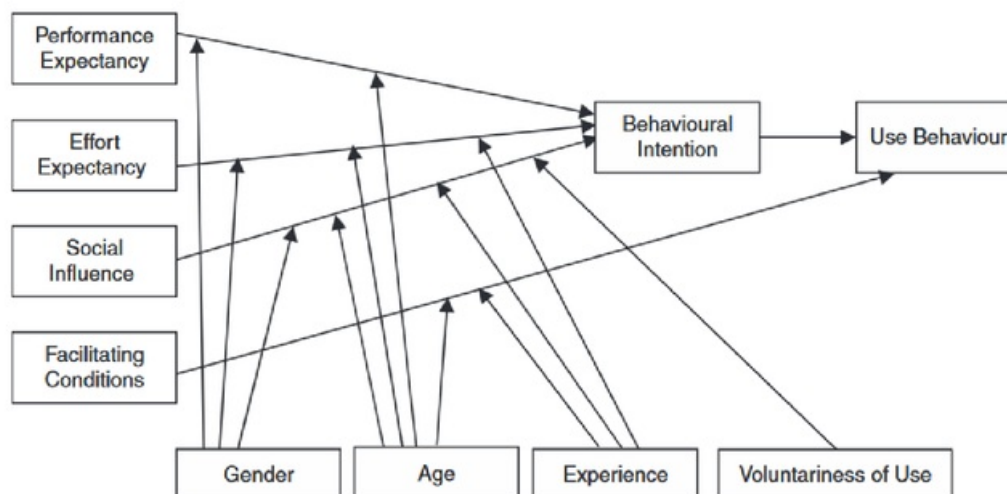 Performance
Expectancy
Effort
Expectancy
Social
Influence
Facilitating
Conditions
Behavioural
Intention
Use Behaviour
Gender
Age
Experience
Voluntariness of Use